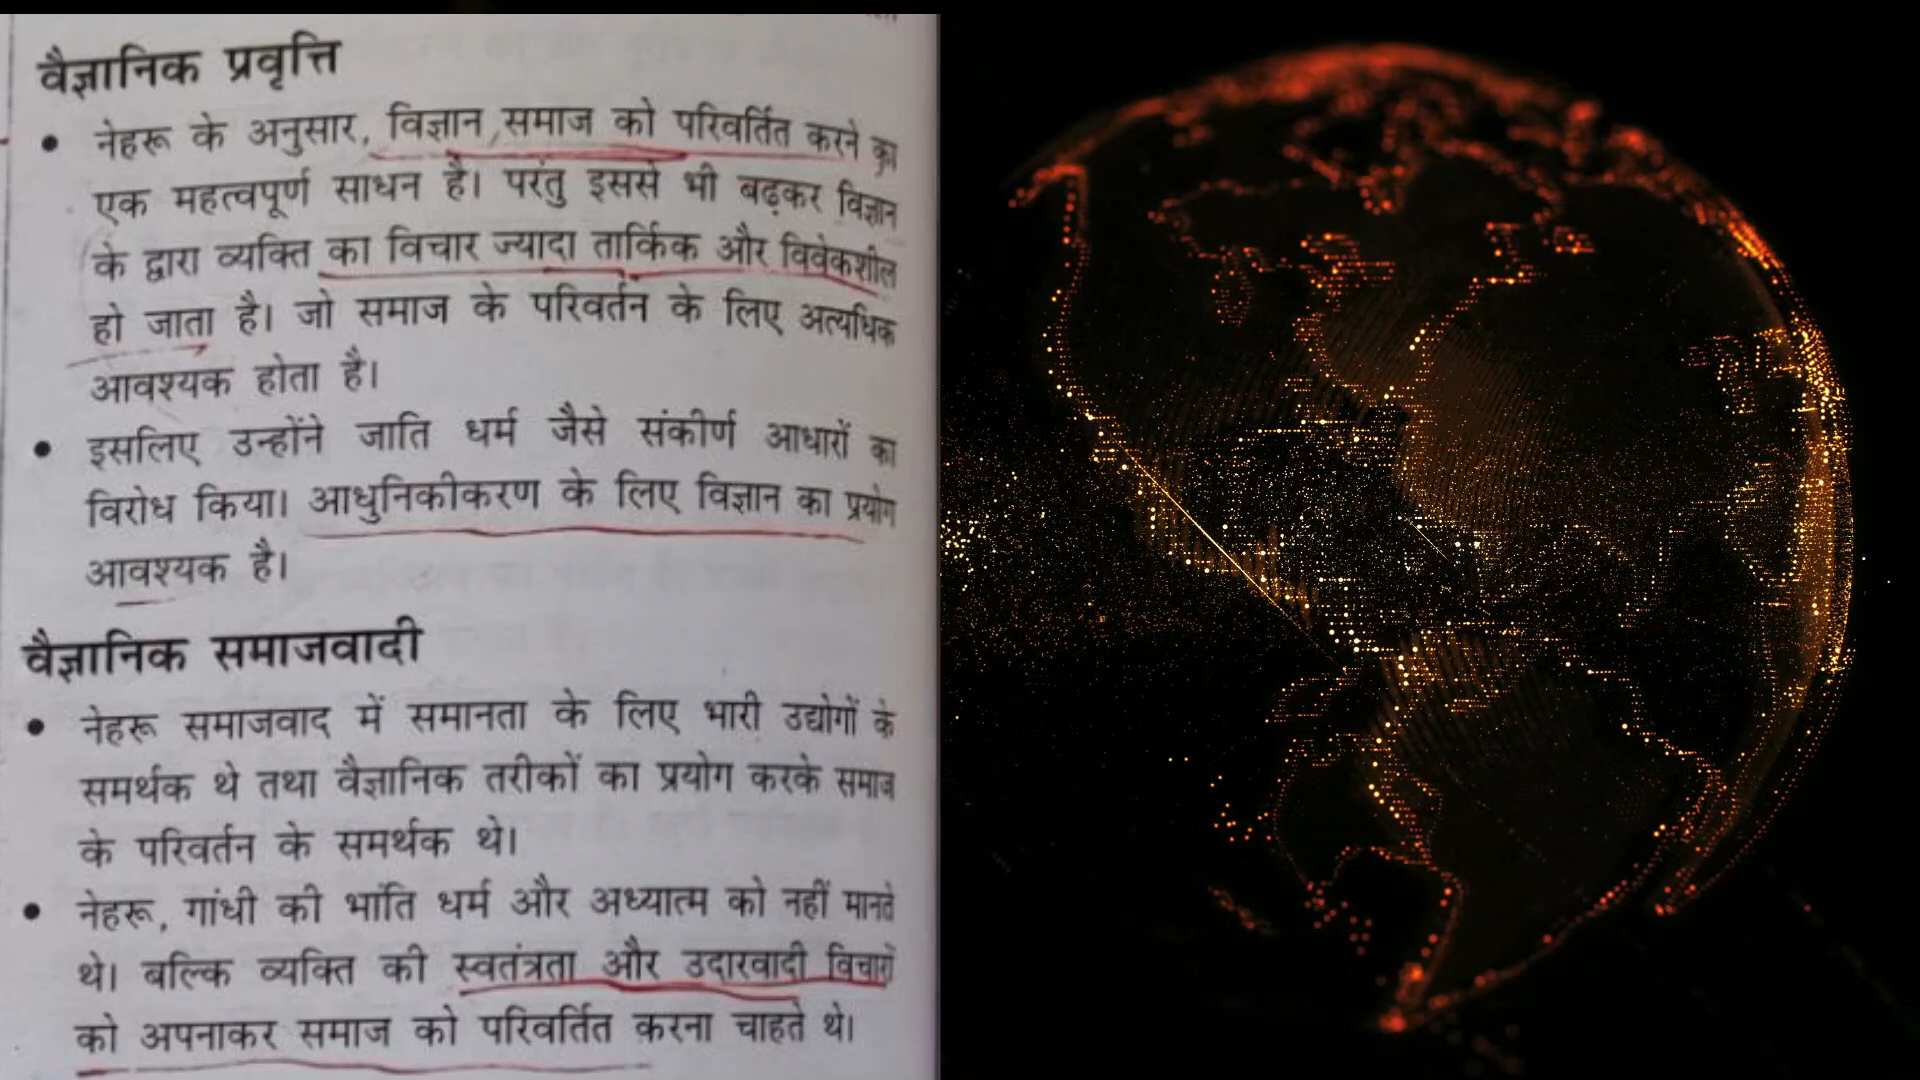 वैज्ञानिक प्रवृत्ति
• नेहरू के अनुसार, विज्ञान, समाज को परिवर्तित करने का
एक महत्वपूर्ण साधन है। परंतु इससे भी बढ़कर विज्ञान
के द्वारा व्यक्ति का विचार ज्यादा तार्किक और विवेकशील
हो जाता है। जो समाज के परिवर्तन के लिए अत्यधिक
आवश्यक होता है।
• इसलिए उन्होंने जाति धर्म जैसे संकीर्ण आधारों का
विरोध किया। आधुनिकीकरण के लिए विज्ञान का प्रयोग
आवश्यक है।
वैज्ञानिक समाजवादी
• नेहरू समाजवाद में समानता के लिए भारी उद्योगों के
समर्थक थे तथा वैज्ञानिक तरीकों का प्रयोग करके समाज
के परिवर्तन के समर्थक थे।
• नेहरू, गांधी की भांति धर्म और अध्यात्म को नहीं मानते
थे। बल्कि व्यक्ति की स्वतंत्रता और उदारवादी विचारों
को अपनाकर समाज को परिवर्तित करना चाहते थे।